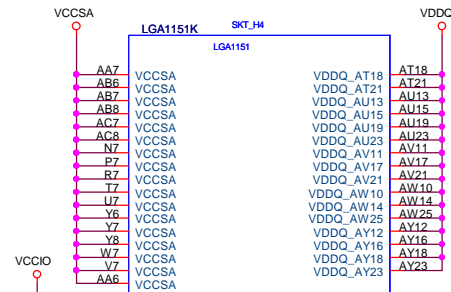 VCCSA VDDQ
LGA1151K SKT_H4
LGA1151
AA7 VCCSA VDDQ_AT18 AT18
AB6 VCCSA VDDQ_AT21 AT21
AB7 VCCSA VDDQ_AU13 AU13
AB8 VCCSA VDDQ_AU15 AU15
AC7 VCCSA VDDQ_AU19 AU19
AC8 VCCSA VDDQ_AU23 AU23
N7 VCCSA VDDQ_AV11 AV11
P7 VCCSA VDDQ_AV17 AV17
R7 VCCSA VDDQ_AV21 AV21
T7 VCCSA VDDQ_AW10 AW10
U7 VCCSA VDDQ_AW14 AW14
Y6 VCCSA VDDQ_AW25 AW25
Y7 VCCSA VDDQ_AY12 AY12
Y8 VCCSA VDDQ_AY16 AY16
W7 VCCSA VDDQ_AY18 AY18
V7 VCCSA VDDQ_AY23 AY23
AA6 VCCSA
VCCIO